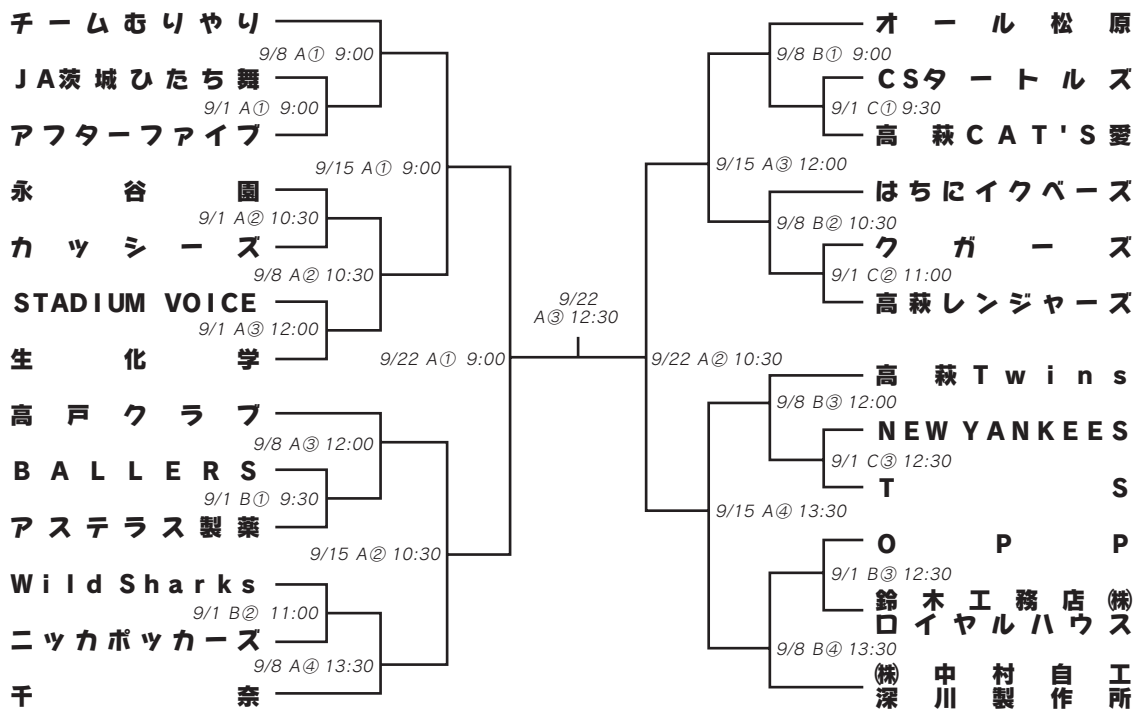 チームむりやり
9/8 A① 9:00
JA茨城ひたち舞
9/1 A① 9:00
アフターファイブ
9/15 A① 9:00
永谷園
9/1 A② 10:30
カッシーズ
9/8 A② 10:30
STADIUM VOICE
9/1 A③ 12:00
生化学
9/22 A① 9:00
高戸クラブ
9/8 A③ 12:00
BALLERS
9/1 B① 9:30
アステラス製薬
9/15 A② 10:30
Wild Sharks
9/1 B② 11:00
ニッカポッカーズ
9/8 A④ 13:30
千奈
9/22
A③ 12:30
オール松原
9/8 B① 9:00
CSタートルズ
9/1 C① 9:30
高萩CAT'S愛
9/15 A③ 12:00
はちにイクベーズ
9/8 B② 10:30
クガーズ
9/1 C② 11:00
高萩レンジャーズ
9/22 A② 10:30
高萩Twins
9/8 B③ 12:00
NEW YANKEES
9/1 C③ 12:30
TS
9/15 A④ 13:30
OPP
9/1 B③ 12:30
鈴木工務店㈱
ロイヤルハウス
9/8 B④ 13:30
㈱中村自工
深川製作所